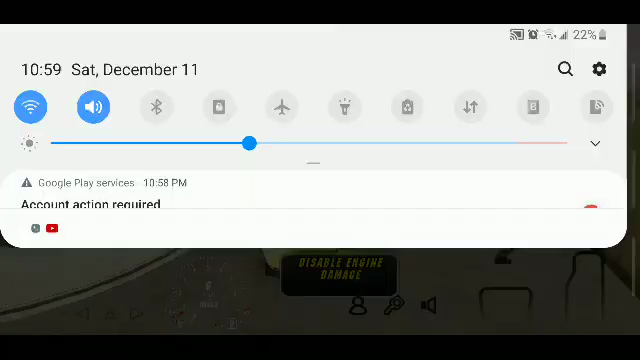 22%
10:59 Sat, December 11
Google Play services 10:58 PM
Account action required
DISABLE ENGINE
DAMAGE